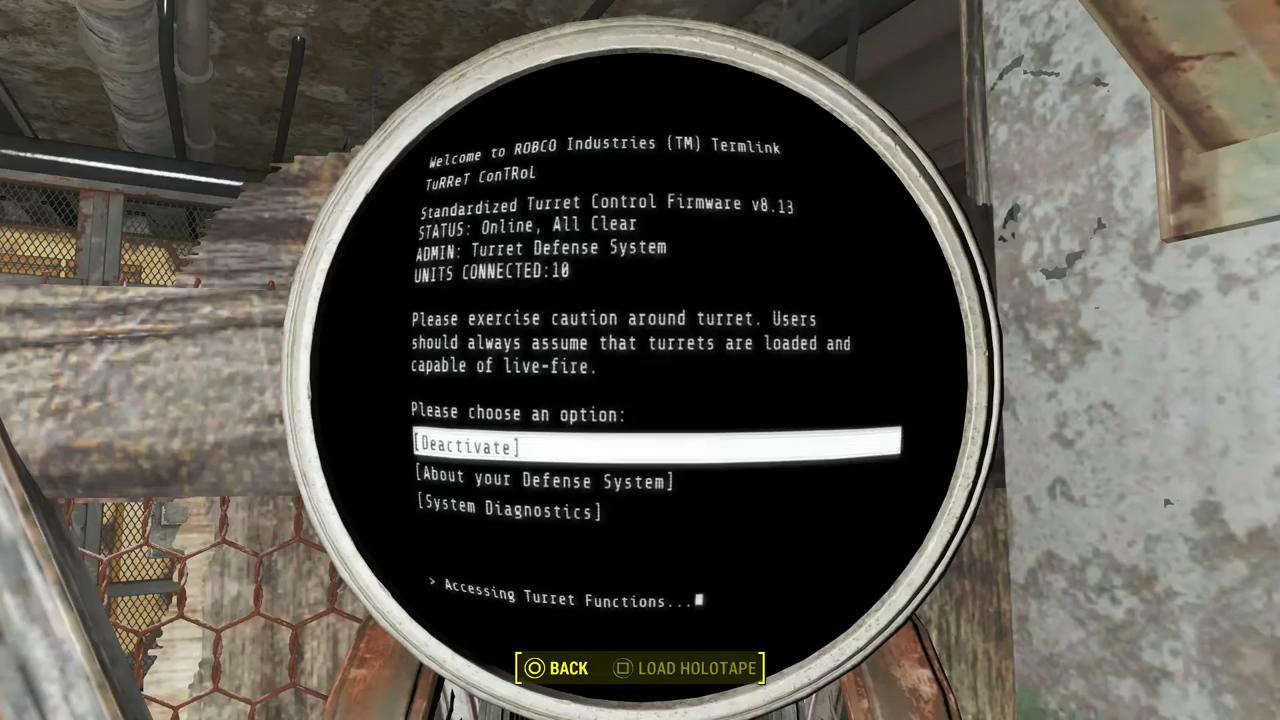 Welcome to ROBCO Industries (TM) Termlink
TuRReT ConTRoL
Standardized Turret Control Firmware v8.13
STATUS: Online, All Clear
ADMIN: Turret Defense System
UNITS CONNECTED:10
Please exercise caution around turret. Users
should always assume that turrets are loaded and
capable of live-fire.
Please choose an option:
[Deactivate]
[About your Defense System]
[System Diagnostics]
> Accessing Turret Functions...
BACK LOAD HOLOTAPE